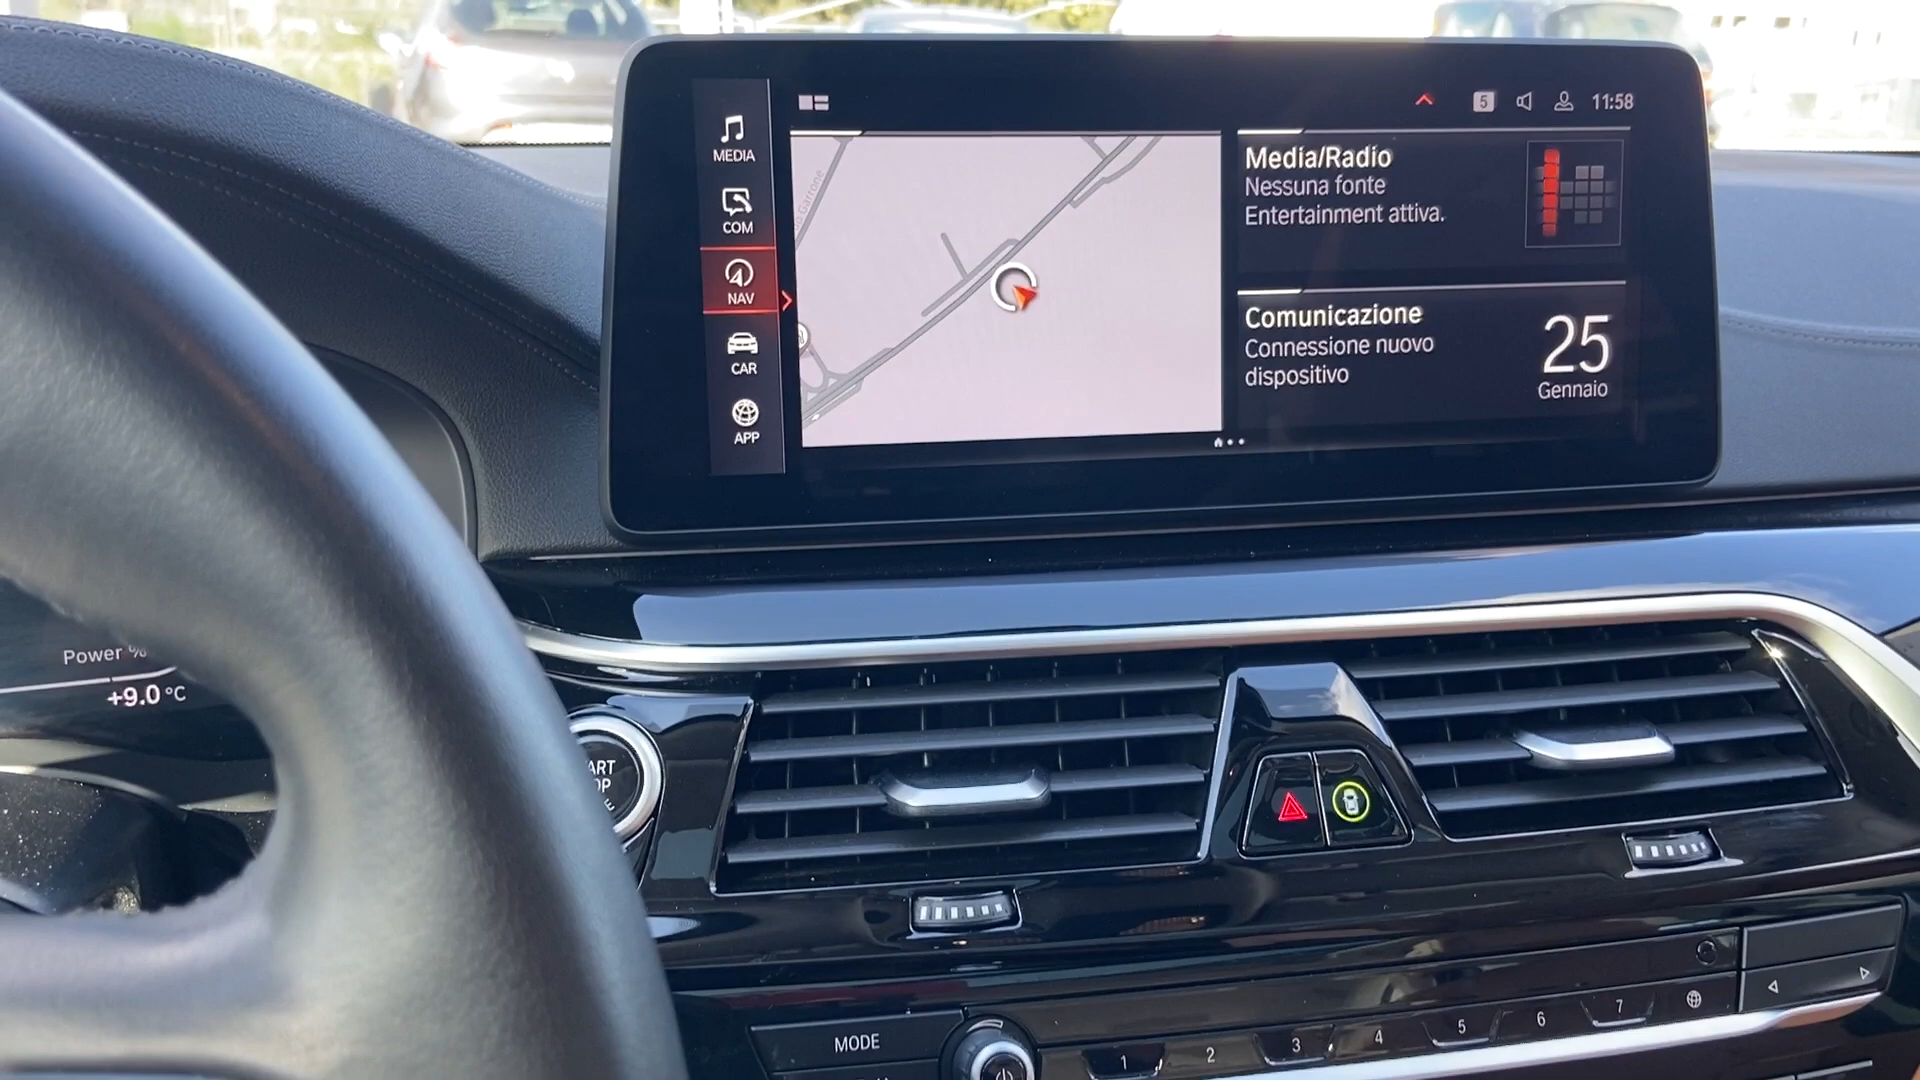 5 11:58
MEDIA
COM
NAV
CAR
APP
Garrone
Media/Radio
Nessuna fonte
Entertainment attiva.
Comunicazione
Connessione nuovo
dispositivo
25
Gennaio
Power %
+9.0 °C
MODE
1 2 3 4 5 6 7